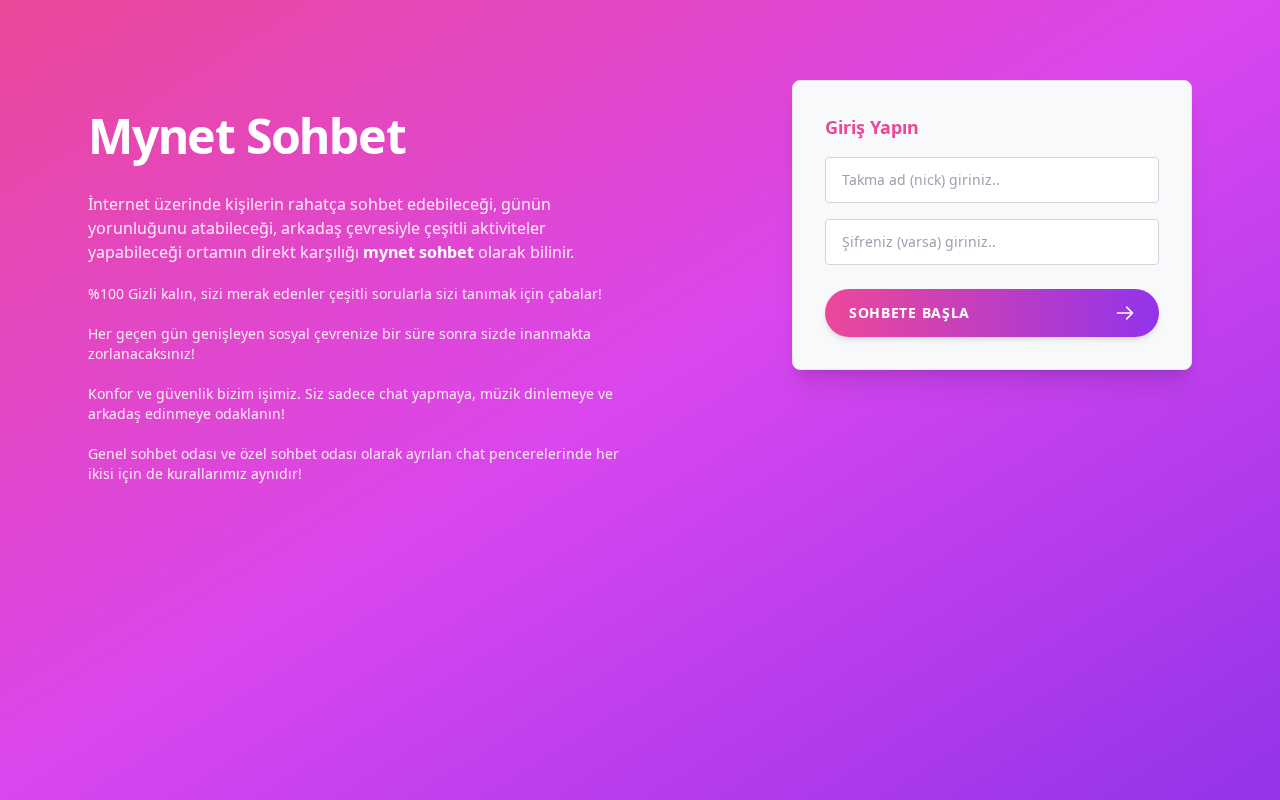 Mynet Sohbet
İnternet üzerinde kişilerin rahatça sohbet edebileceği, günün
yorunluğunu atabileceği, arkadaş çevresiyle çeşitli aktiviteler
yapabileceği ortamın direkt karşılığı mynet sohbet olarak bilinir.
%100 Gizli kalın, sizi merak edenler çeşitli sorularla sizi tanımak için çabalar!
Her geçen gün genişleyen sosyal çevrenize bir süre sonra sizde inanmakta
zorlanacaksınız!
Konfor ve güvenlik bizim işimiz. Siz sadece chat yapmaya, müzik dinlemeye ve
arkadaş edinmeye odaklanın!
Genel sohbet odası ve özel sohbet odası olarak ayrılan chat pencerelerinde her
ikisi için de kurallarımız aynıdır!
Giriş Yapın
Takma ad (nick) giriniz..
Şifreniz (varsa) giriniz..
SOHBETE BAŞLA